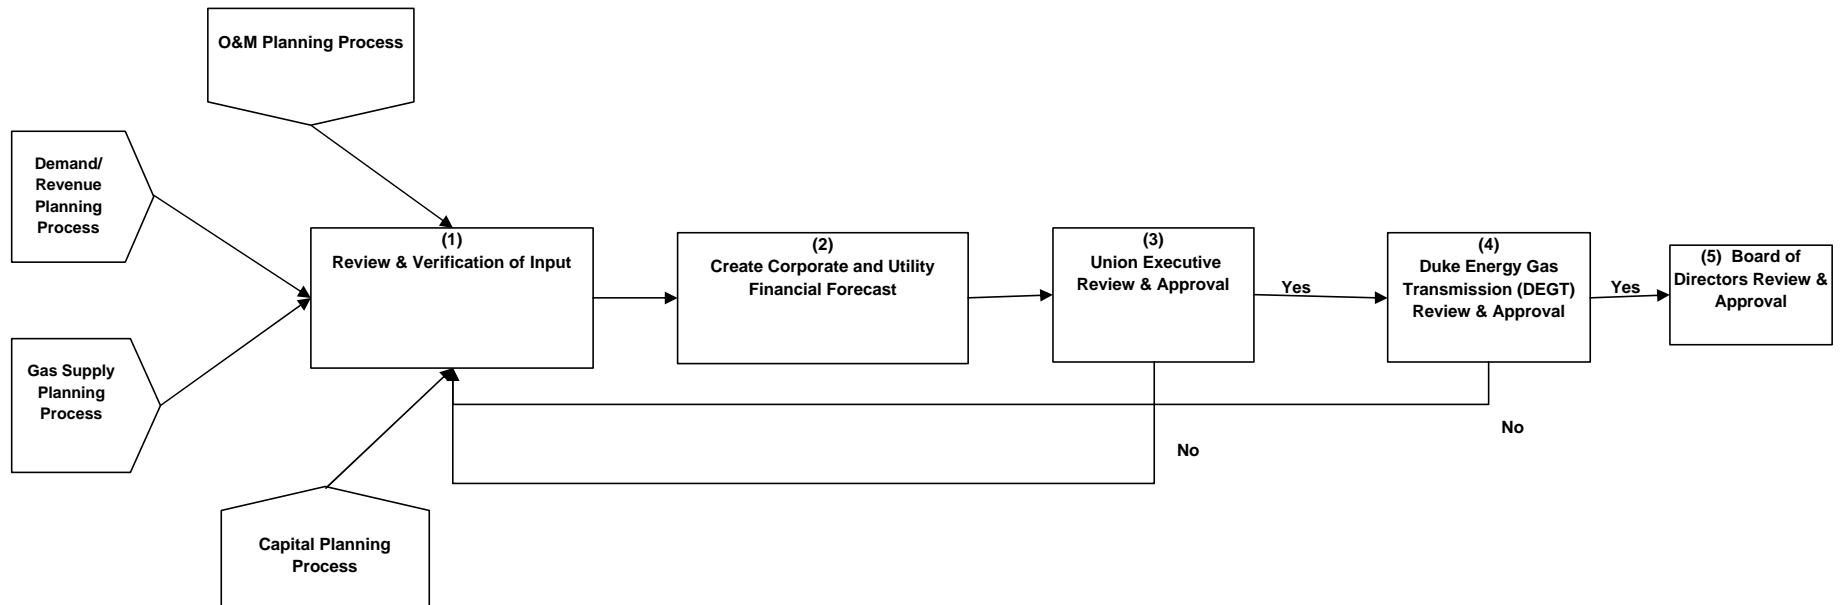 O&M Planning Process
Demand/
Revenue
Planning
Process
Gas Supply
Planning
Process
Capital Planning
Process
(1)
Review & Verification of Input
(2)
Create Corporate and Utility
Financial Forecast
(3)
Union Executive
Review & Approval
Yes
(4)
Duke Energy Gas
Transmission (DEGT)
Review & Approval
Yes
(5) Board of
Directors Review &
Approval
No
No